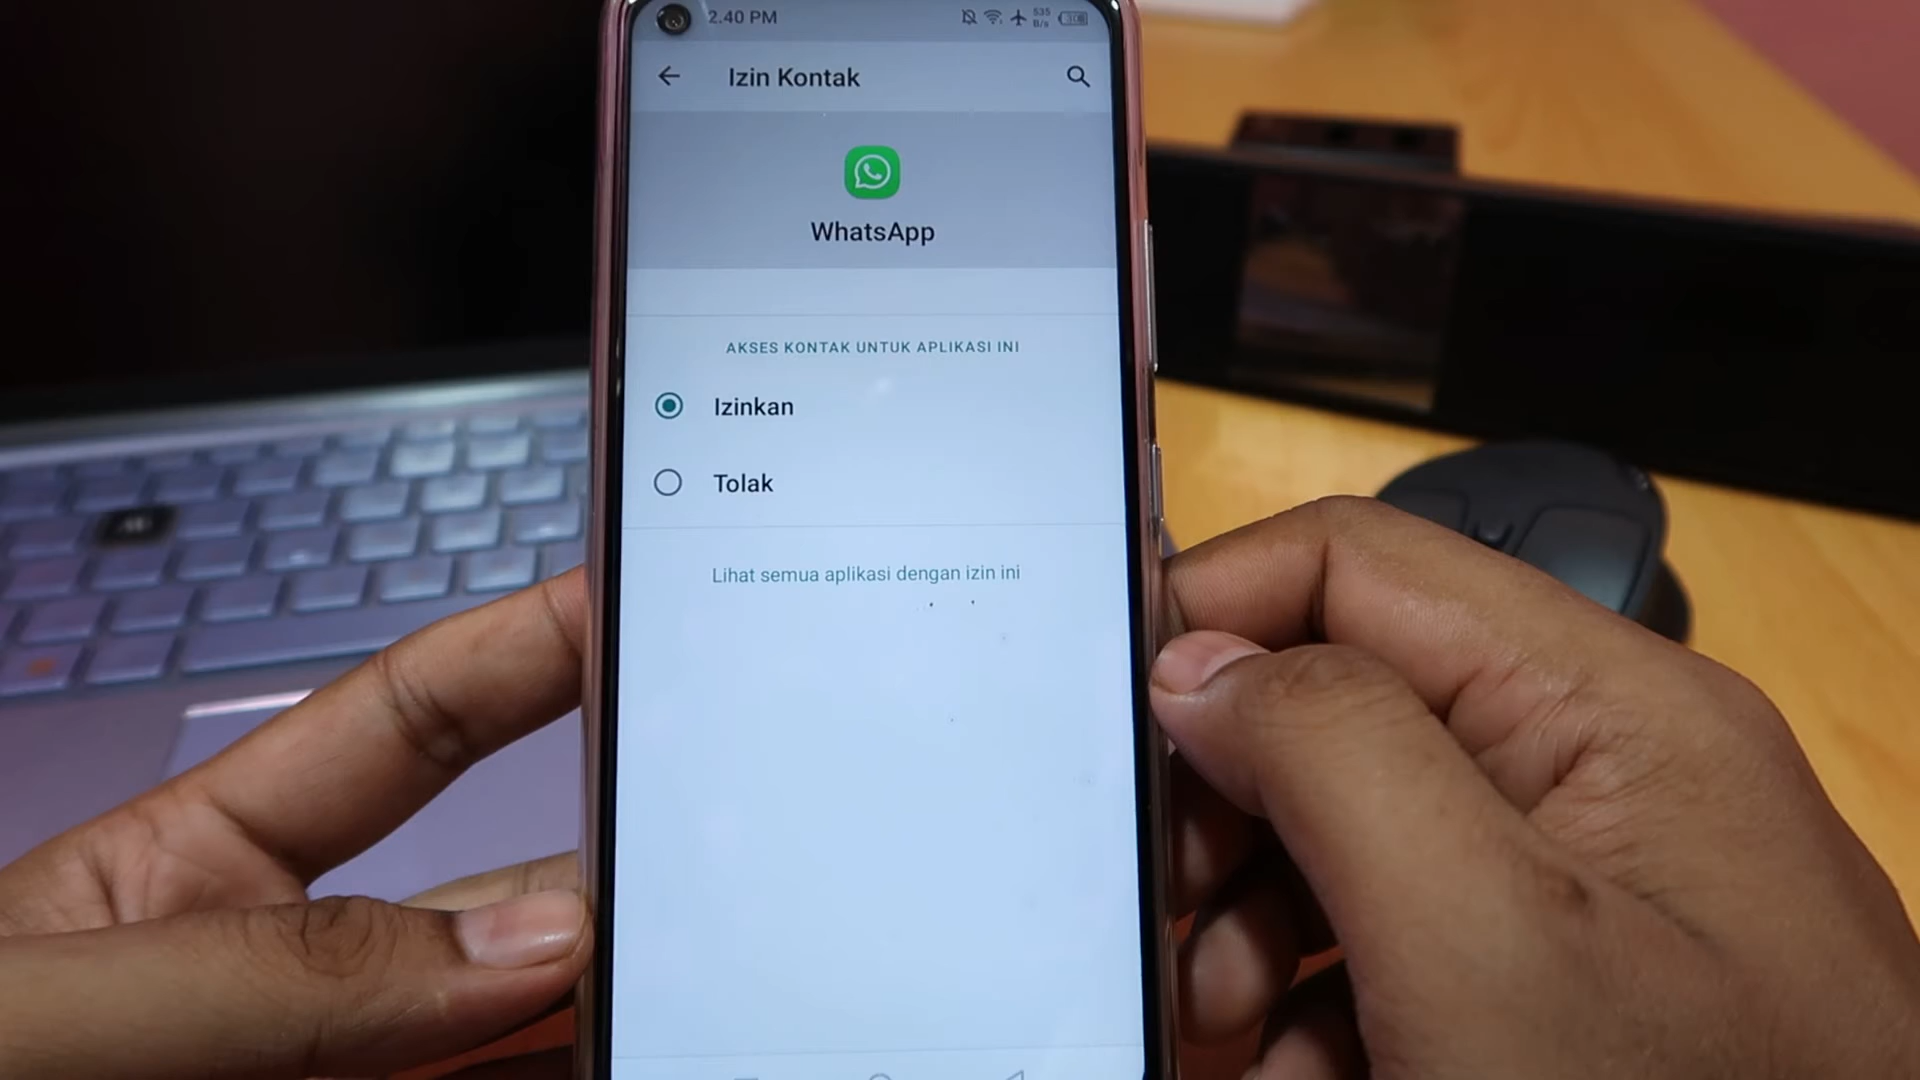 2.40 PM
535
B/s
Izin Kontak
WhatsApp
AKSES KONTAK UNTUK APLIKASI INI
Izinkan
Tolak
Lihat semua aplikasi dengan izin ini